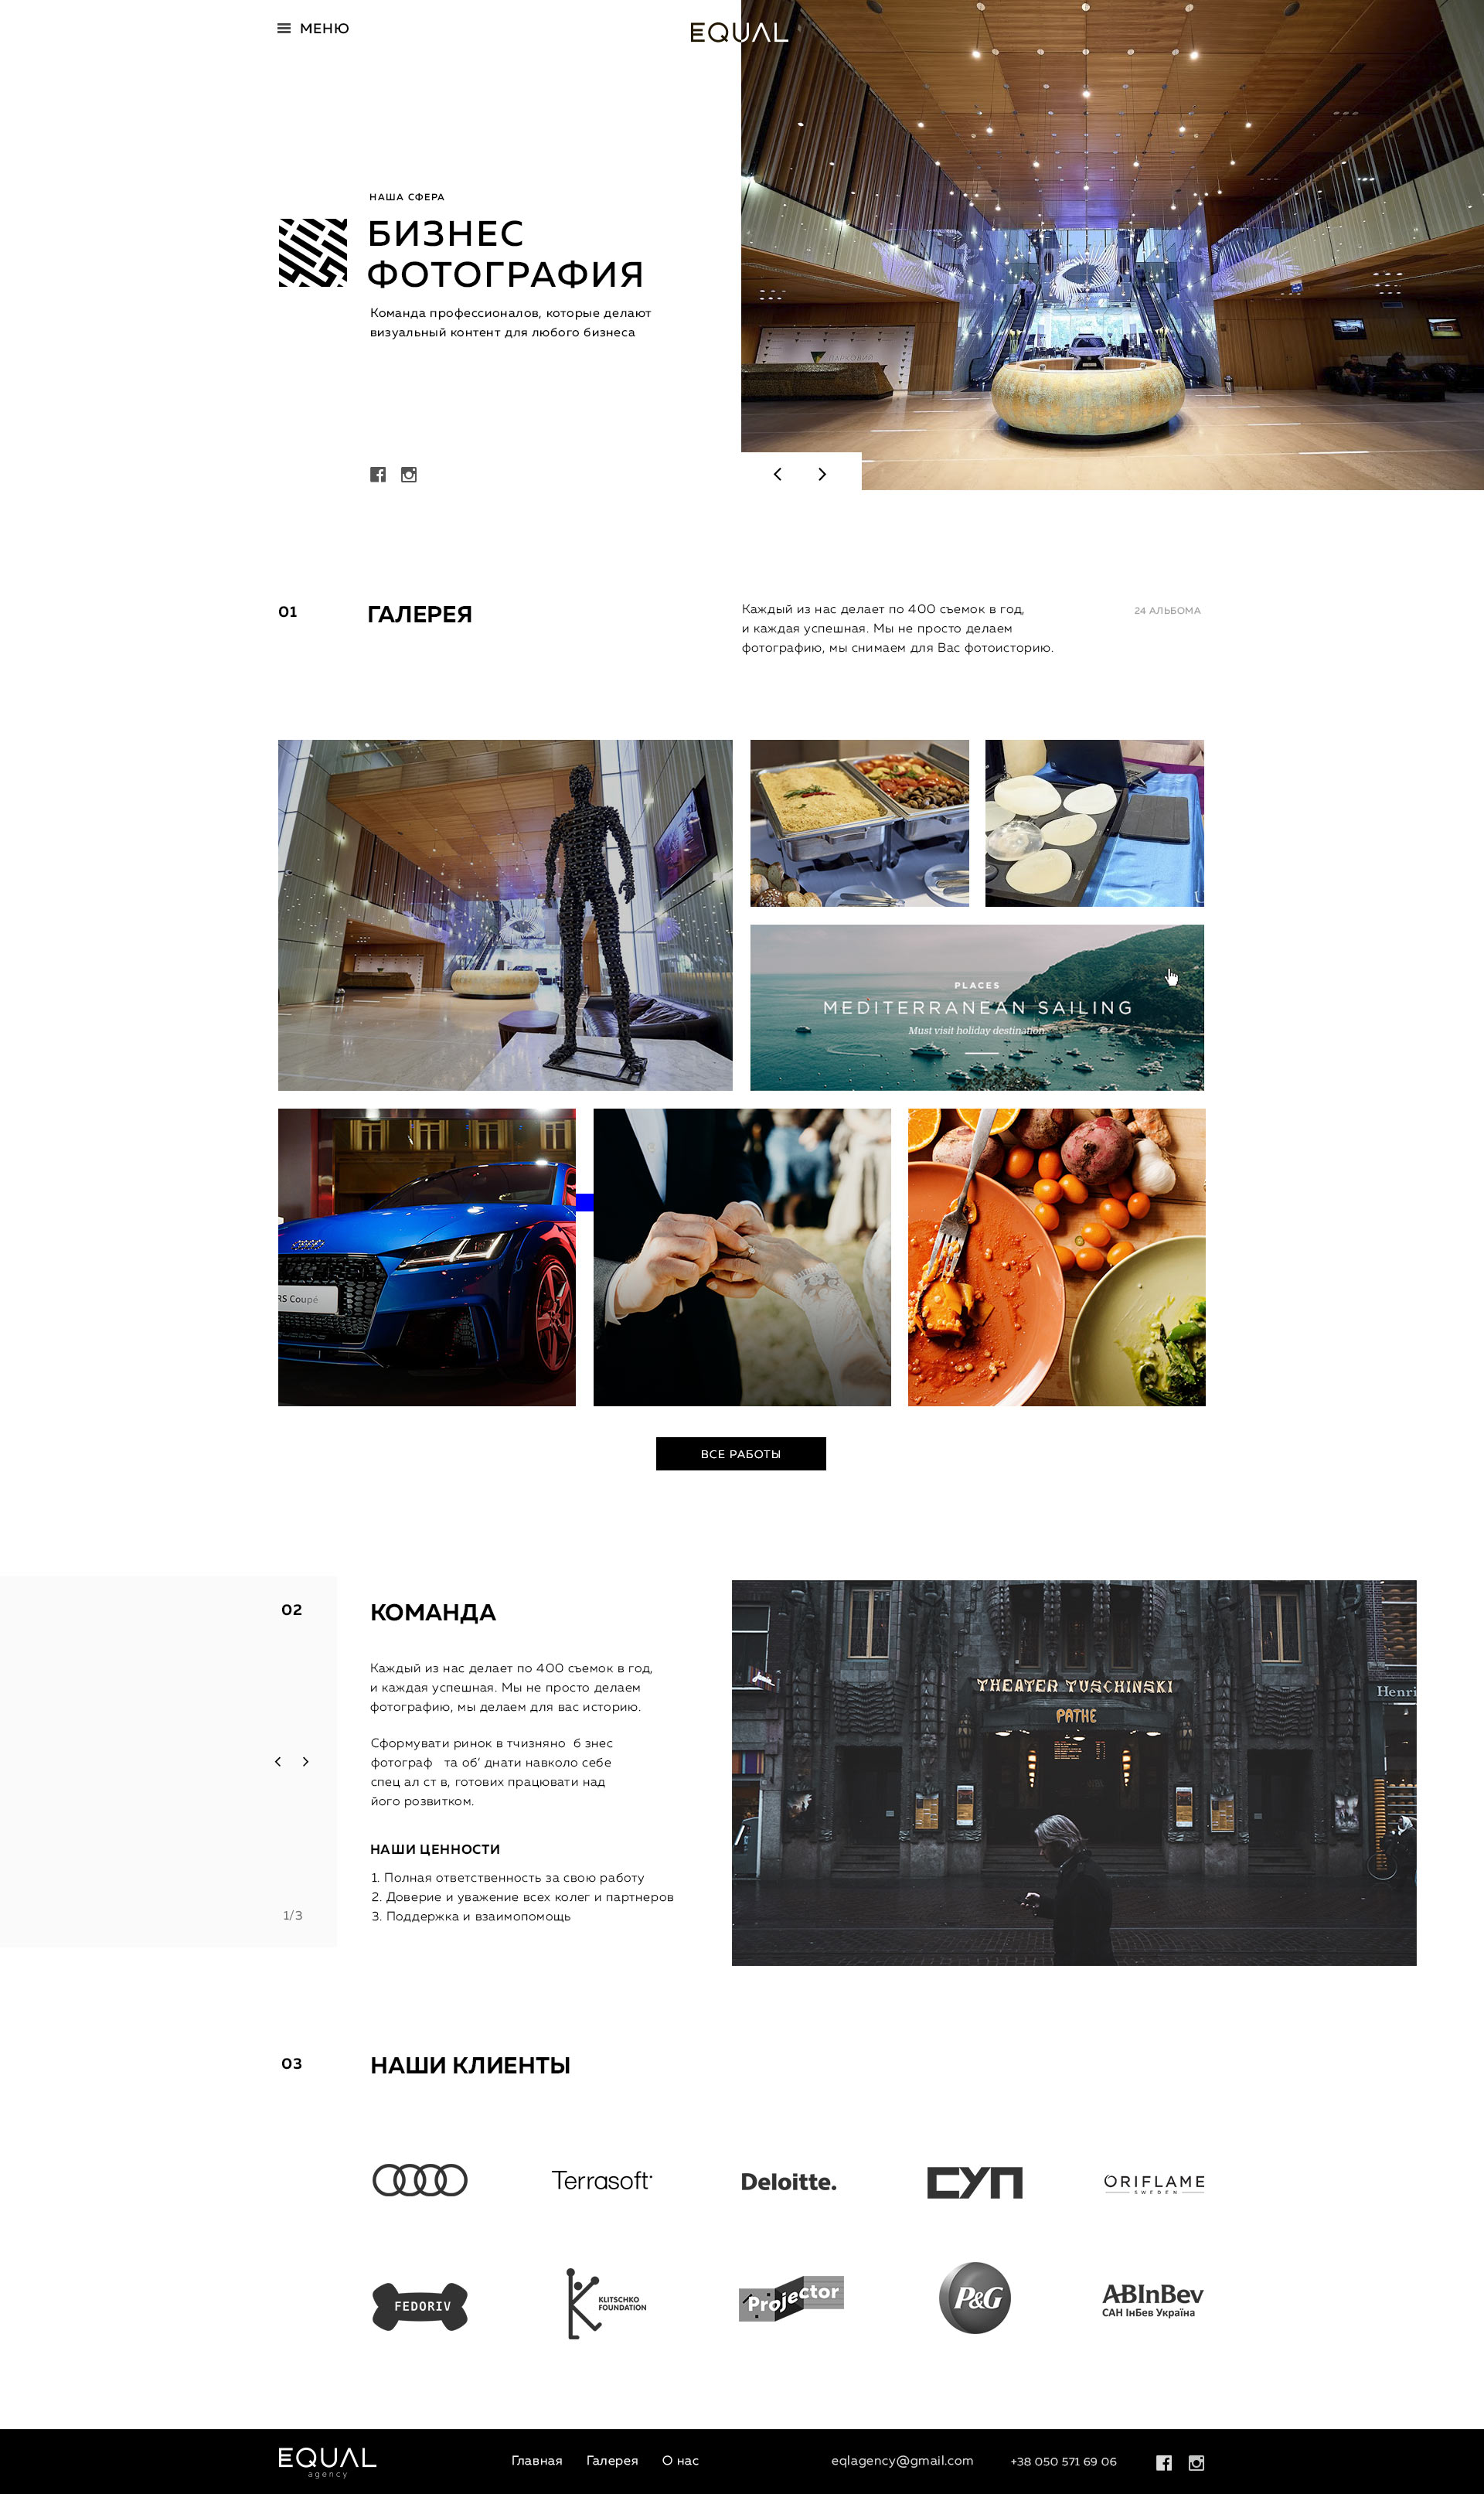 МЕНЮ
EQUAL
НАША СФЕРА
БИЗНЕС
ФОТОГРАФИЯ
Команда профессионалов, которые делают
визуальный контент для любого бизнеса
ПАРКОВИЙ
01
ГАЛЕРЕЯ
Каждый из нас делает по 400 съемок в год,
и каждая успешная. Мы не просто делаем
фотографию, мы снимаем для Вас фотоисторию.
24 АЛЬБОМА
PLACES
MEDITERRANEAN SAILING
Must visit holiday destination
RS Coupé
ВСЕ РАБОТЫ
02
КОМАНДА
Каждый из нас делает по 400 съемок в год,
и каждая успешная. Мы не просто делаем
фотографию, мы делаем для вас историю.
Сформувати ринок в тчизняно б знес
фотограф та об’ днати навколо себе
спец ал ст в, готових працювати над
його розвитком.
НАШИ ЦЕННОСТИ
1. Полная ответственность за свою работу
2. Доверие и уважение всех колег и партнеров
3. Поддержка и взаимопомощь
1/3
THEATER TUSCHINSKI
PATHE
Henri
03
НАШИ КЛИЕНТЫ
Terrasoft
Deloitte.
СУП
ORIFLAME
SWEDEN
FEDORIV
KLITSCHKO
FOUNDATION
Projector
P&G
ABInBev
САН ІнБев Україна
EQUAL
agency
Главная
Галерея
О нас
eqlagency@gmail.com
+38 050 571 69 06